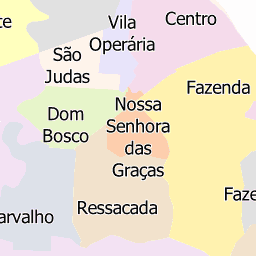 Vila
Operária
Centro
São
Judas
Fazenda
Dom
Bosco
Nossa
Senhora
das
Graças
Ressacada